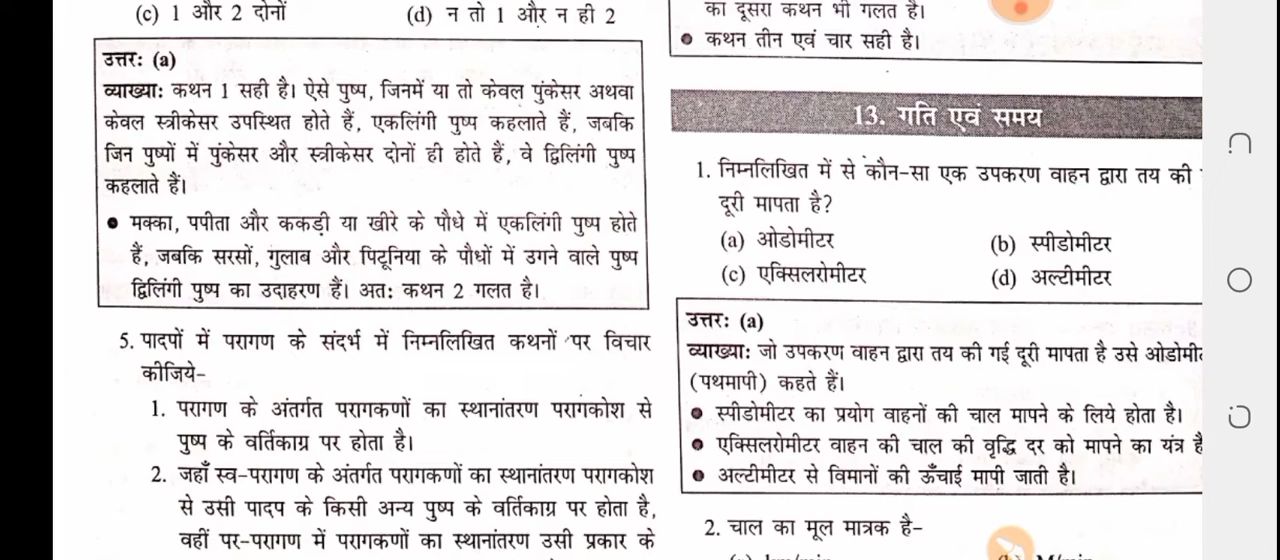 (c) 1 और 2 दोनों
(d) न तो 1 और न ही 2
उत्तर: (a)
व्याख्या: कथन 1 सही है। ऐसे पुष्प, जिनमें या तो केवल पुंकेसर अथवा
केवल स्त्रीकेसर उपस्थित होते हैं, एकलिंगी पुष्प कहलाते हैं, जबकि
जिन पुष्पों में पुंकेसर और स्त्रीकेसर दोनों ही होते हैं, वे द्विलिंगी पुष्प
कहलाते हैं।
● मक्का, पपीता और ककड़ी या खीरे के पौधे में एकलिंगी पुष्प होते
हैं, जबकि सरसों, गुलाब और पिटूनिया के पौधों में उगने वाले पुष्प
द्विलिंगी पुष्प का उदाहरण हैं। अतः कथन 2 गलत है।
5. पादपों में परागण के संदर्भ में निम्नलिखित कथनों पर विचार
कीजिये-
1. परागण के अंतर्गत परागकणों का स्थानांतरण परागकोश से
पुष्प के वर्तिकाग्र पर होता है।
2. जहाँ स्व-परागण के अंतर्गत परागकणों का स्थानांतरण परागकोश
से उसी पादप के किसी अन्य पुष्प के वर्तिकाग्र पर होता है,
वहीं पर-परागण में परागकणों का स्थानांतरण उसी प्रकार के
का दूसरा कथन भी गलत है।
● कथन तीन एवं चार सही है।
13. गति एवं समय
1. निम्नलिखित में से कौन-सा एक उपकरण वाहन द्वारा तय की
दूरी मापता है?
(a) ओडोमीटर
(b) स्पीडोमीटर
(c) एक्सिलरोमीटर
(d) अल्टीमीटर
उत्तर: (a)
व्याख्या: जो उपकरण वाहन द्वारा तय की गई दूरी मापता है उसे
(पथमापी) कहते हैं।
● स्पीडोमीटर का प्रयोग वाहनों की चाल मापने के लिये होता है।
● एक्सिलरोमीटर वाहन की चाल की वृद्धि दर को मापने का यंत्र है
● अल्टीमीटर से विमानों की ऊँचाई मापी जाती है।
2. चाल का मूल मात्रक है-